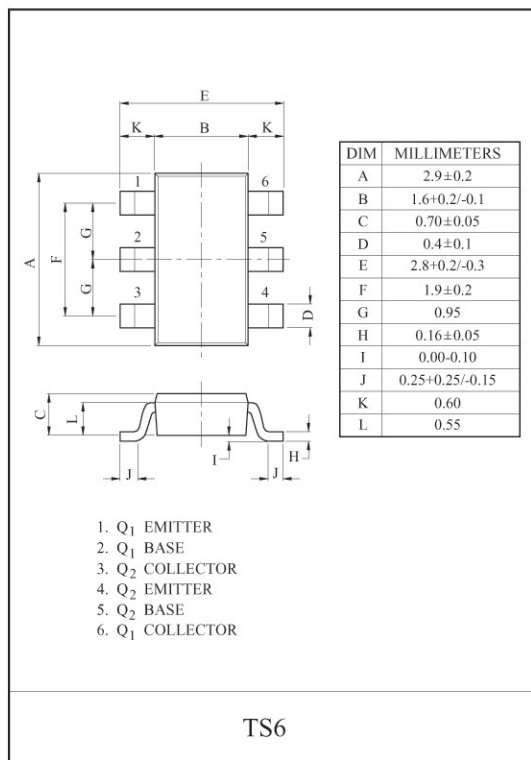 E
K B K
1 6
G
2 5
A F
G
3 4
D
C L
I H
J J
DIM MILLIMETERS
A 2.9±0.2
B 1.6+0.2/-0.1
C 0.70±0.05
D 0.4±0.1
E 2.8+0.2/-0.3
F 1.9±0.2
G 0.95
H 0.16±0.05
I 0.00-0.10
J 0.25+0.25/-0.15
K 0.60
L 0.55
1. Q1 EMITTER
2. Q1 BASE
3. Q2 COLLECTOR
4. Q2 EMITTER
5. Q2 BASE
6. Q1 COLLECTOR
TS6